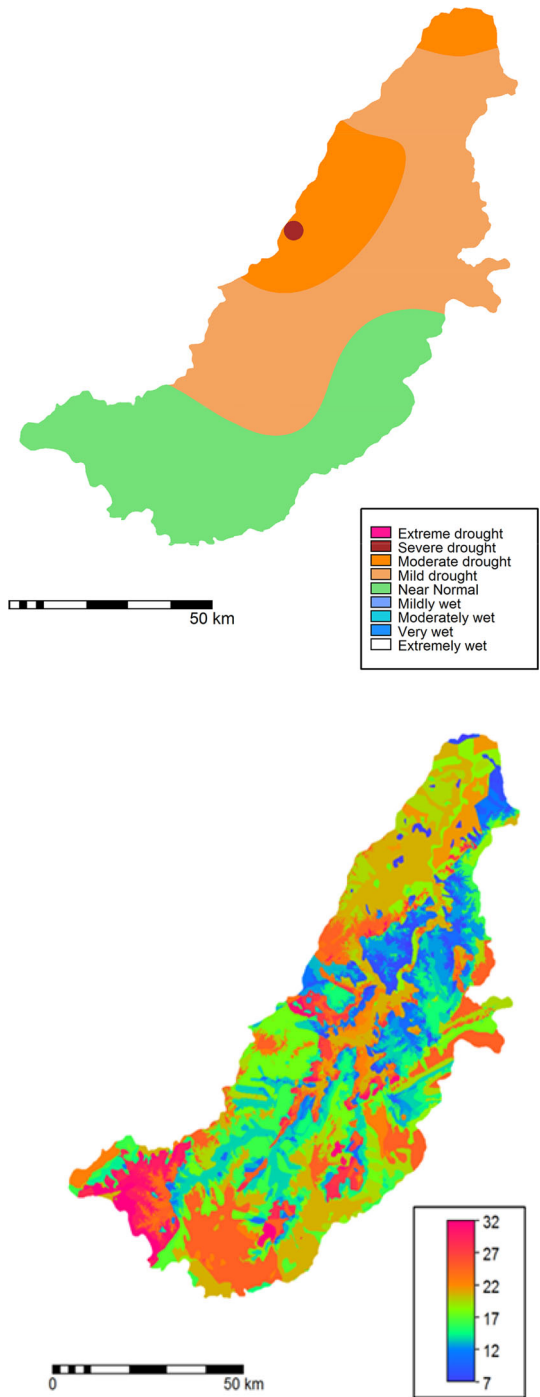 Extreme drought
Severe drought
Moderate drought
Mild drought
Near Normal
Mildly wet
Moderately wet
Very wet
Extremely wet
50 km
32
27
22
17
12
7
0 50 km